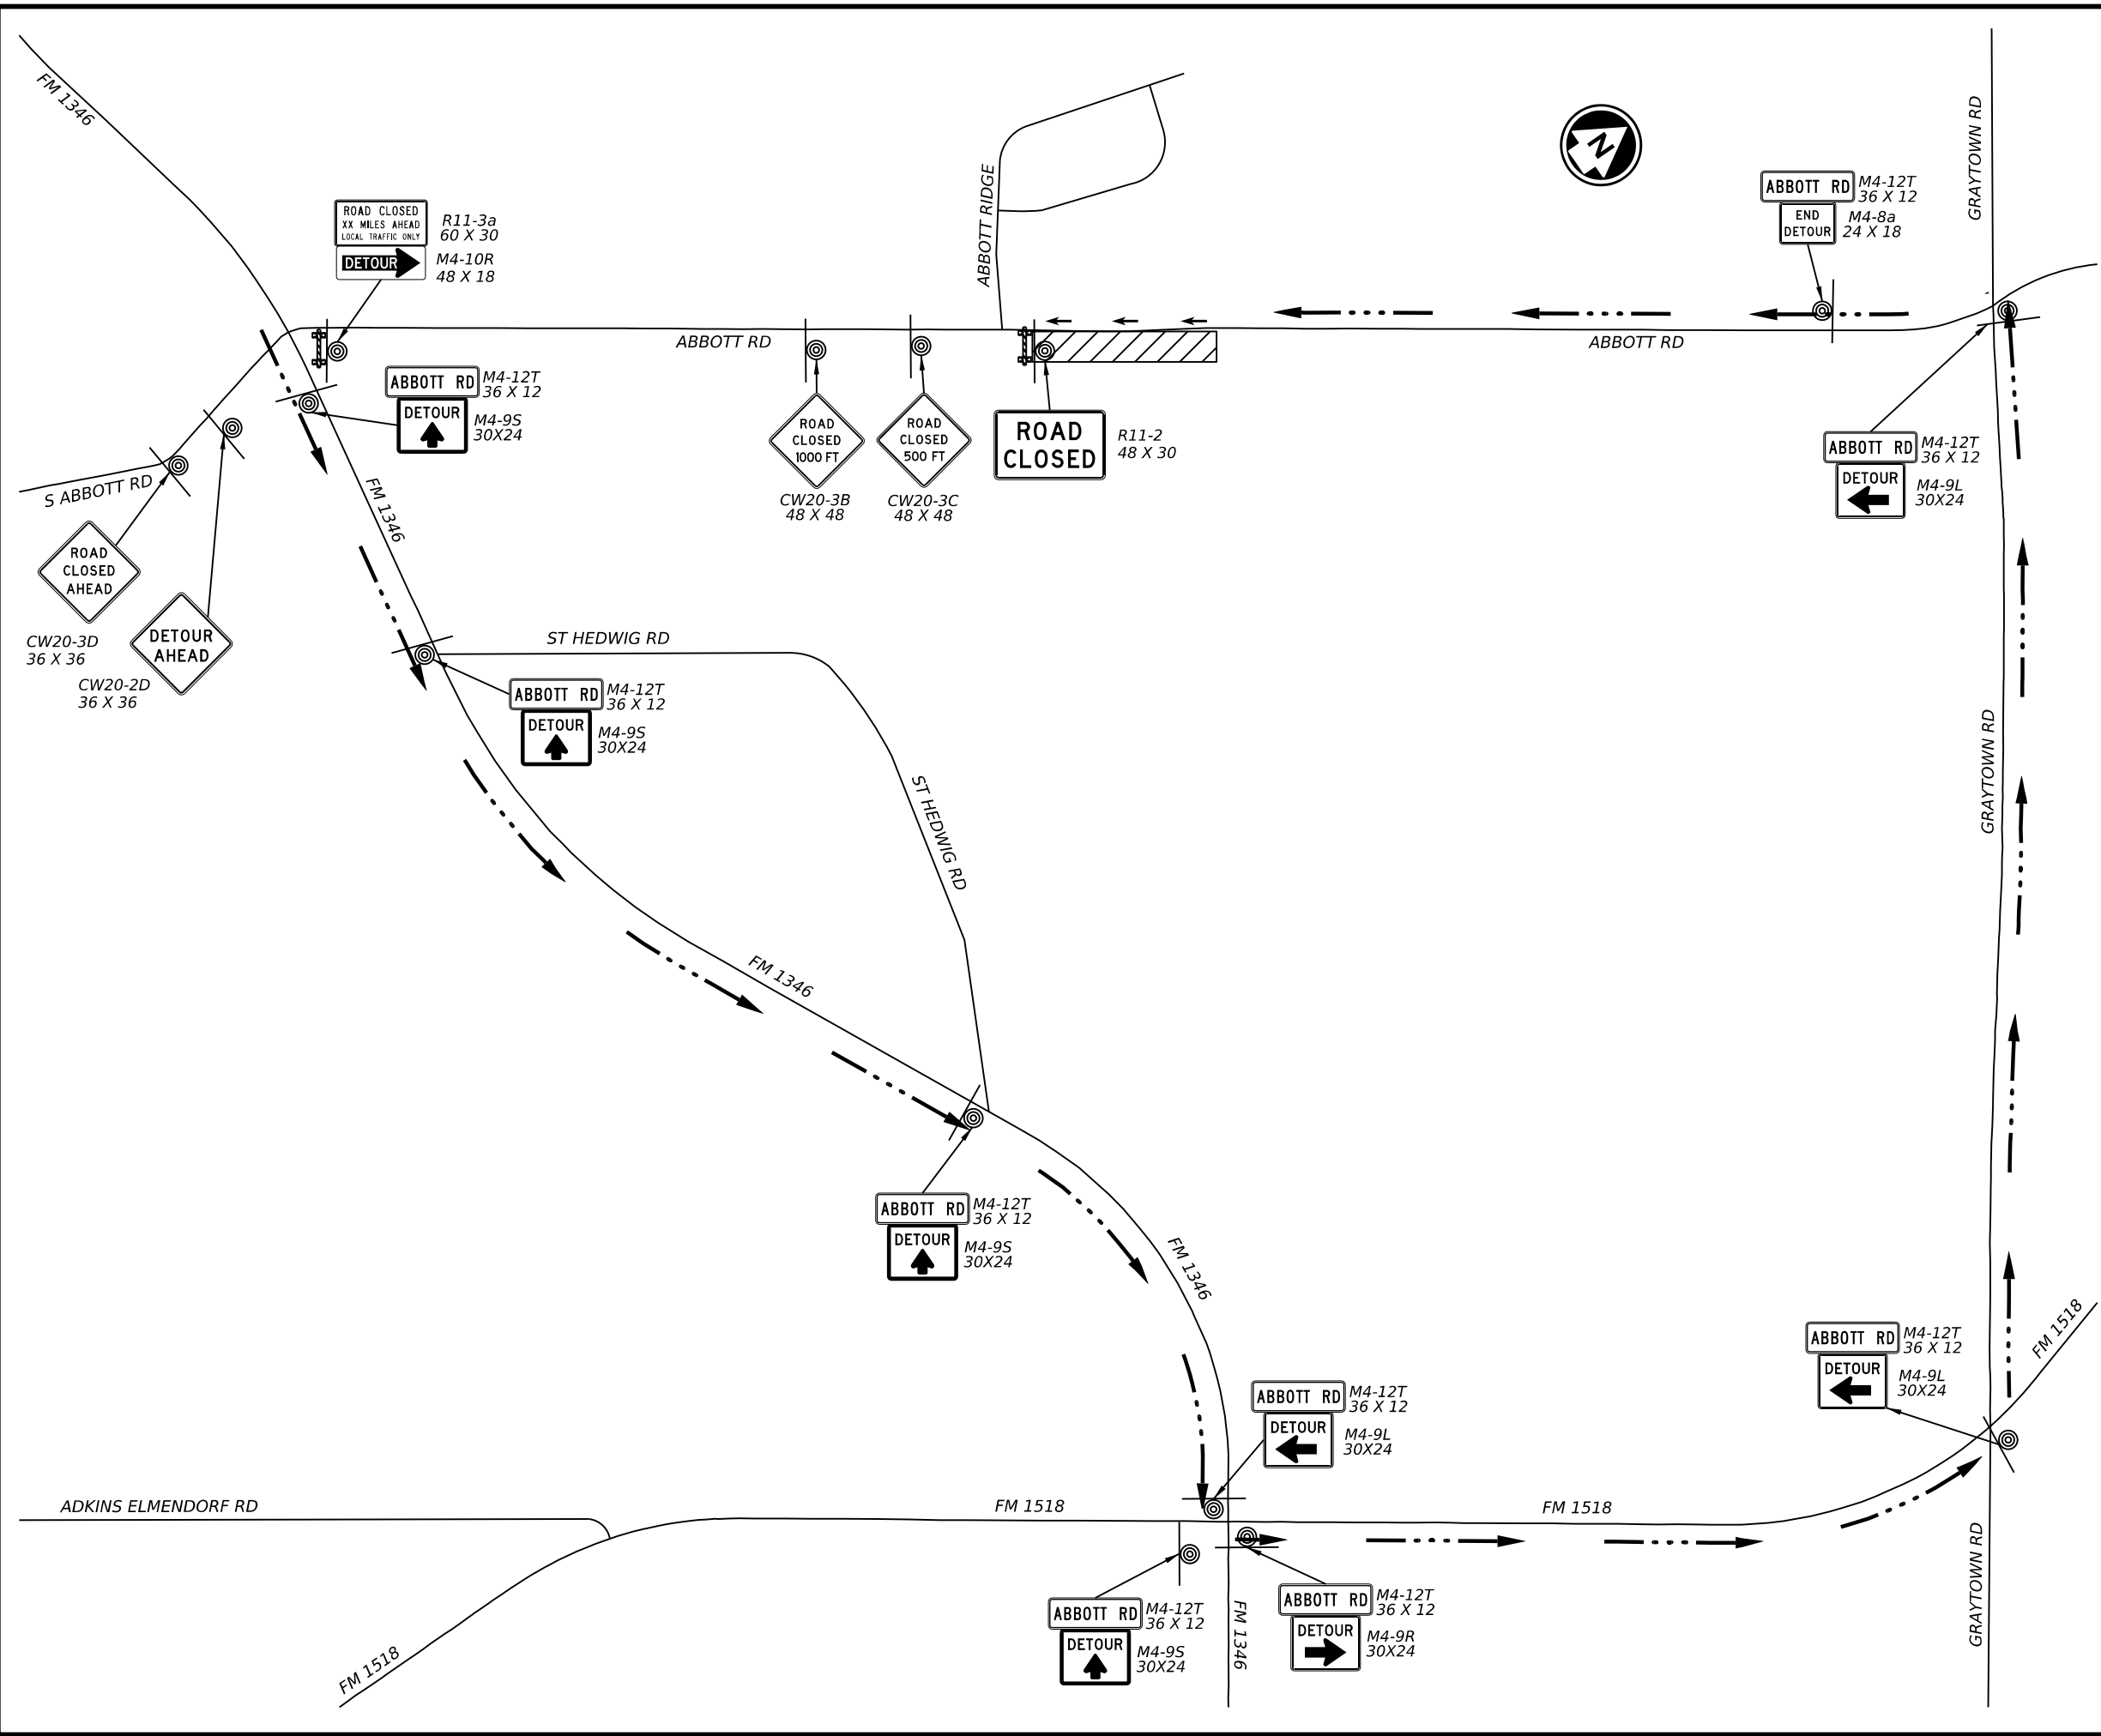 FM 1346
GRAYTOWN RD
N
ABBOTT RIDGE
ROAD CLOSED
XX MILES AHEAD
LOCAL TRAFFIC ONLY
R11-3a
60 X 30
DETOUR
M4-10R
48 X 18
ABBOTT RD
M4-12T
36 X 12
END
DETOUR
M4-8a
24 X 18
ABBOTT RD
ABBOTT RD
ABBOTT RD
M4-12T
36 X 12
DETOUR
M4-9S
30X24
ROAD
CLOSED
1000 FT
CW20-3B
48 X 48
ROAD
CLOSED
500 FT
CW20-3C
48 X 48
ROAD
CLOSED
R11-2
48 X 30
ABBOTT RD
M4-12T
36 X 12
DETOUR
M4-9L
30X24
S ABBOTT RD
FM 1346
ROAD
CLOSED
AHEAD
CW20-3D
36 X 36
DETOUR
AHEAD
CW20-2D
36 X 36
ST HEDWIG RD
ABBOTT RD
M4-12T
36 X 12
DETOUR
M4-9S
30X24
ST HEDWIG RD
GRAYTOWN RD
FM 1346
ABBOTT RD
M4-12T
36 X 12
DETOUR
M4-9S
30X24
FM 1346
ABBOTT RD
M4-12T
36 X 12
DETOUR
M4-9L
30X24
ABBOTT RD
M4-12T
36 X 12
DETOUR
M4-9L
30X24
FM 1518
ADKINS ELMENDORF RD
FM 1518
FM 1518
GRAYTOWN RD
ABBOTT RD
M4-12T
36 X 12
DETOUR
M4-9S
30X24
FM 1346
ABBOTT RD
M4-12T
36 X 12
DETOUR
M4-9R
30X24
FM 1518